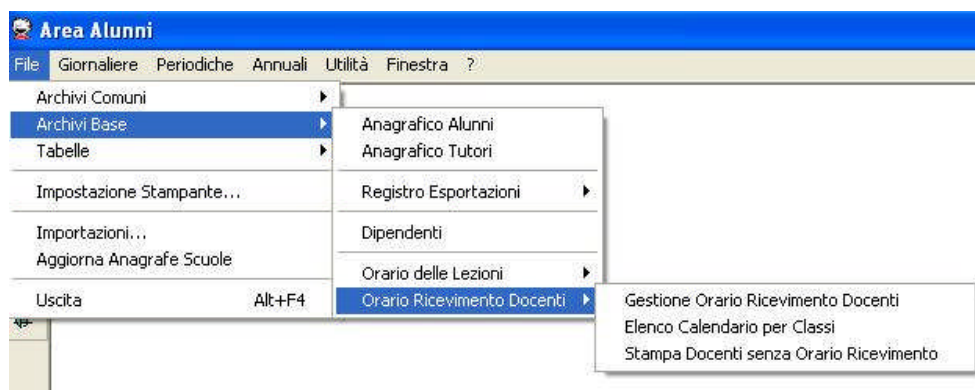 Area Alunni
File Giornaliere Periodiche Annuali Utilità Finestra ?
Archivi Comuni
Archivi Base
Tabelle
Impostazione Stampante...
Importazioni...
Aggiorna Anagrafe Scuole
Uscita Alt+F4
Anagrafico Alunni
Anagrafico Tutori
Registro Esportazioni
Dipendenti
Orario delle Lezioni
Orario Ricevimento Docenti
Gestione Orario Ricevimento Docenti
Elenco Calendario per Classi
Stampa Docenti senza Orario Ricevimento